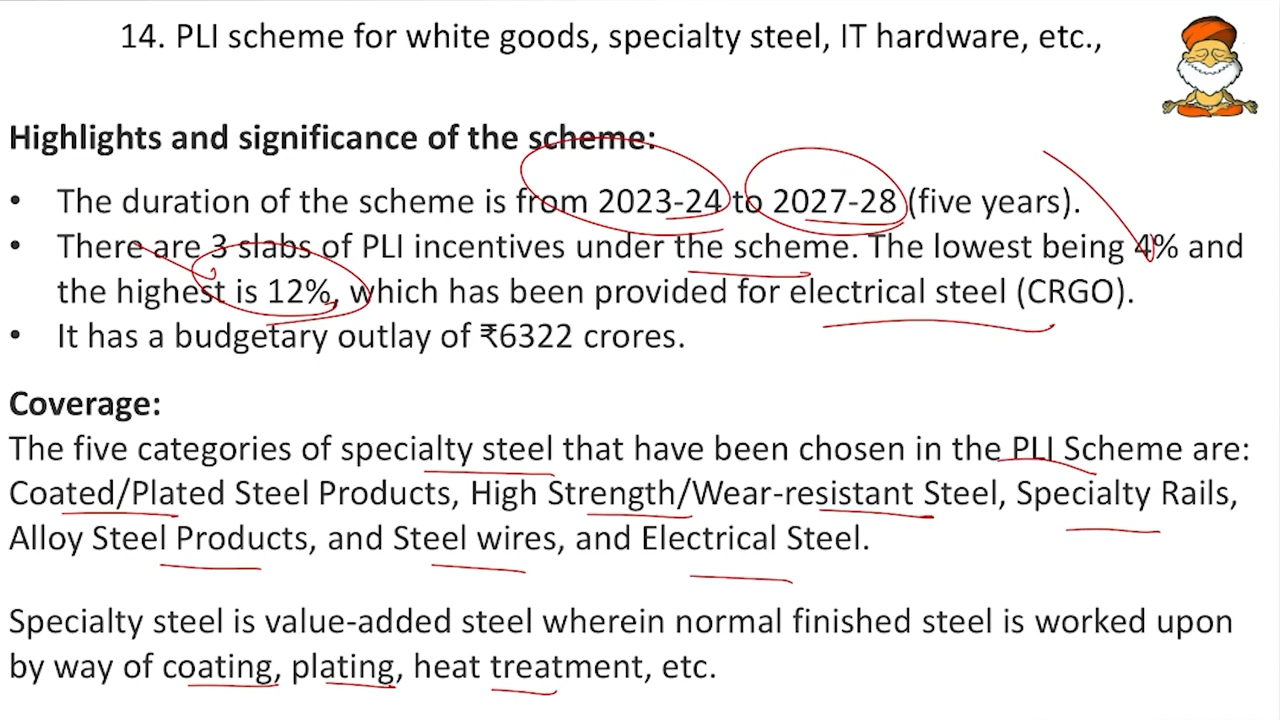 14. PLI scheme for white goods, specialty steel, IT hardware, etc.,
Highlights and significance of the scheme:
• The duration of the scheme is from 2023-24 to 2027-28 (five years).
• There are 3 slabs of PLI incentives under the scheme. The lowest being 4% and
the highest is 12%, which has been provided for electrical steel (CRGO).
• It has a budgetary outlay of ₹6322 crores.
Coverage:
The five categories of specialty steel that have been chosen in the PLI Scheme are:
Coated/Plated Steel Products, High Strength/Wear-resistant Steel, Specialty Rails,
Alloy Steel Products, and Steel wires, and Electrical Steel.
Specialty steel is value-added steel wherein normal finished steel is worked upon
by way of coating, plating, heat treatment, etc.